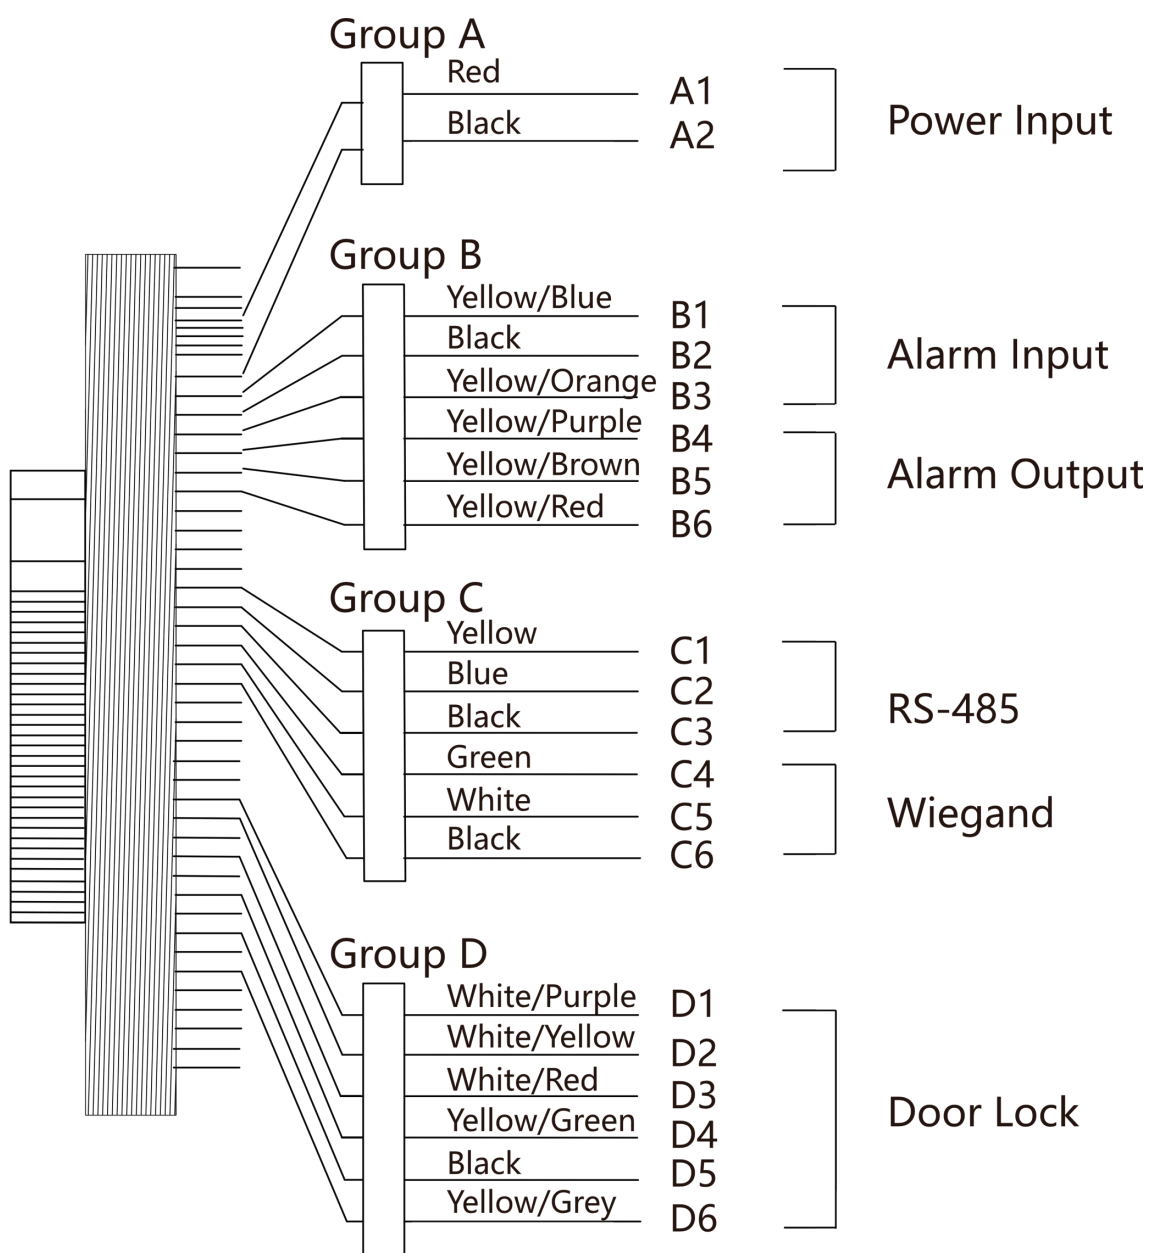 Group A
Red
A1
Black
A2
Power Input
Group B
Yellow/Blue
B1
Black
B2
Yellow/Orange
B3
Alarm Input
Yellow/Purple
B4
Yellow/Brown
B5
Yellow/Red
B6
Alarm Output
Group C
Yellow
C1
Blue
C2
Black
C3
RS-485
Green
C4
White
C5
Black
C6
Wiegand
Group D
White/Purple
D1
White/Yellow
D2
White/Red
D3
Yellow/Green
D4
Black
D5
Yellow/Grey
D6
Door Lock